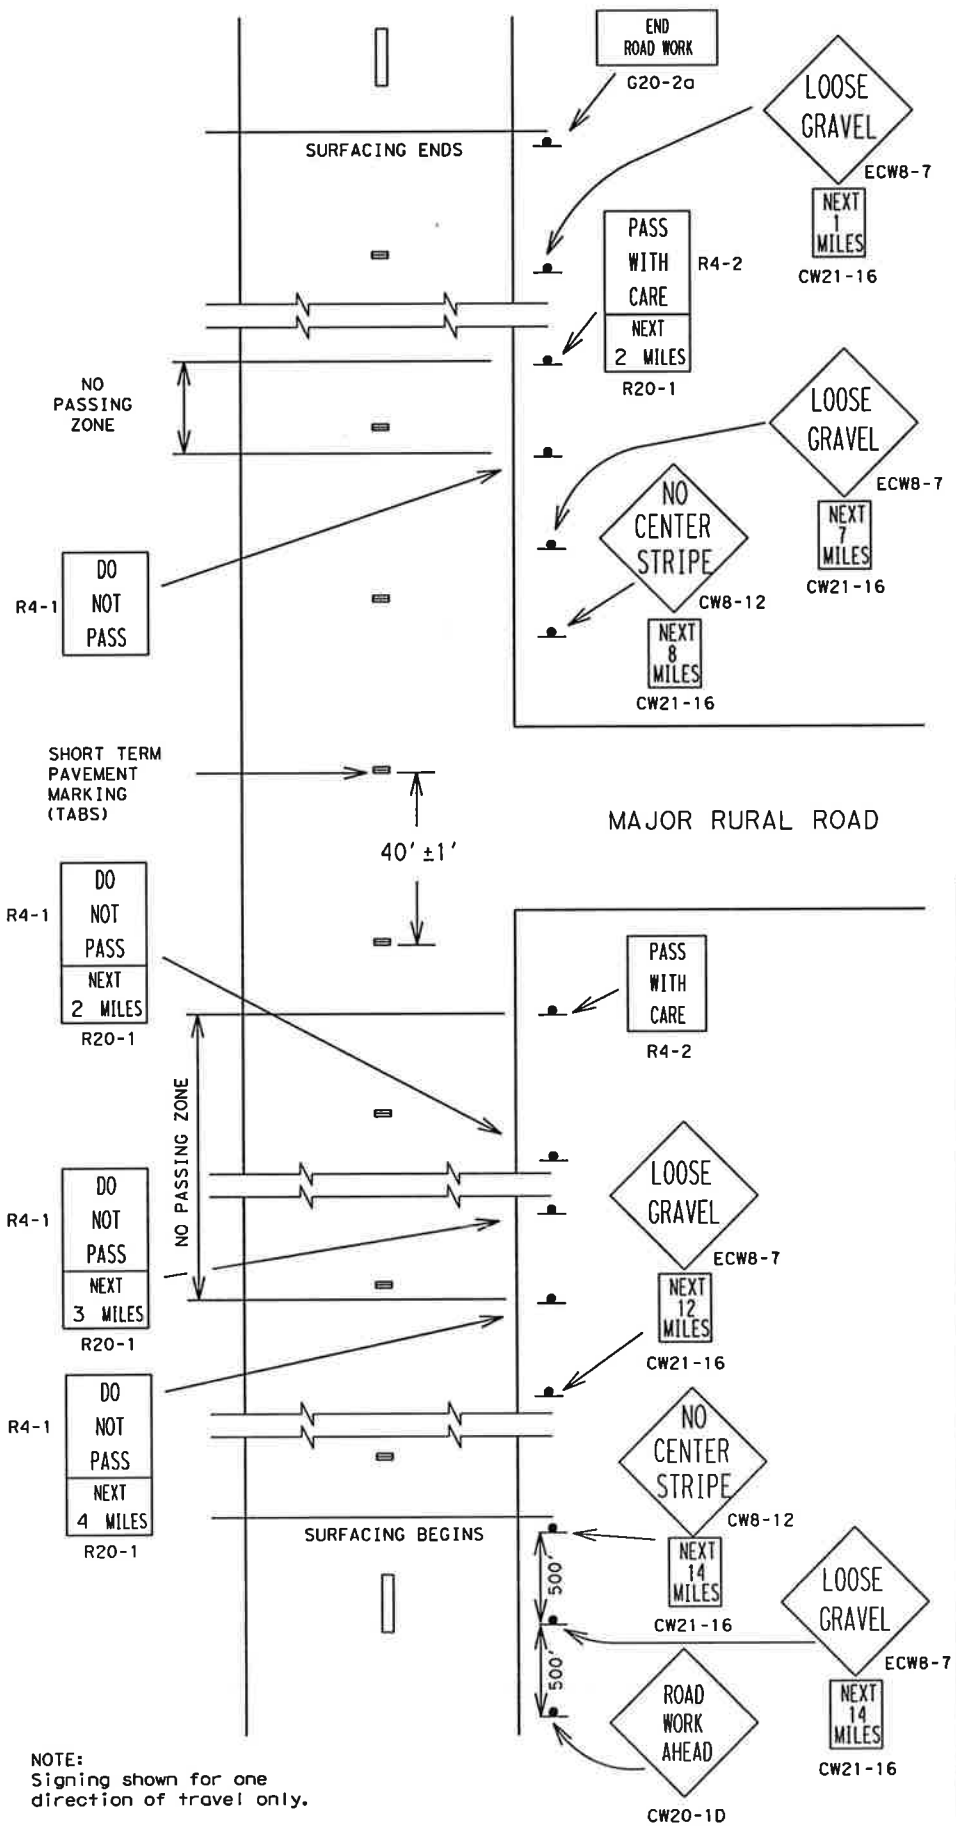 END
ROAD WORK
G20-2a
LOOSE
GRAVEL
ECW8-7
NEXT
1
MILES
CW21-16
SURFACING ENDS
PASS
WITH
CARE
R4-2
NEXT
2 MILES
R20-1
NO
PASSING
ZONE
LOOSE
GRAVEL
ECW8-7
NEXT
7
MILES
CW21-16
NO
CENTER
STRIPE
CW8-12
NEXT
8
MILES
CW21-16
R4-1
DO
NOT
PASS
SHORT TERM
PAVEMENT
MARKING
(TABS)
40' ±1'
MAJOR RURAL ROAD
R4-1
DO
NOT
PASS
NEXT
2 MILES
R20-1
PASS
WITH
CARE
R4-2
NO PASSING ZONE
R4-1
DO
NOT
PASS
NEXT
3 MILES
R20-1
LOOSE
GRAVEL
ECW8-7
NEXT
12
MILES
CW21-16
R4-1
DO
NOT
PASS
NEXT
4 MILES
R20-1
NO
CENTER
STRIPE
CW8-12
NEXT
14
MILES
CW21-16
SURFACING BEGINS
500'
500'
LOOSE
GRAVEL
ECW8-7
NEXT
14
MILES
CW21-16
ROAD
WORK
AHEAD
CW20-1D
NOTE:
Signing shown for one
direction of travel only.